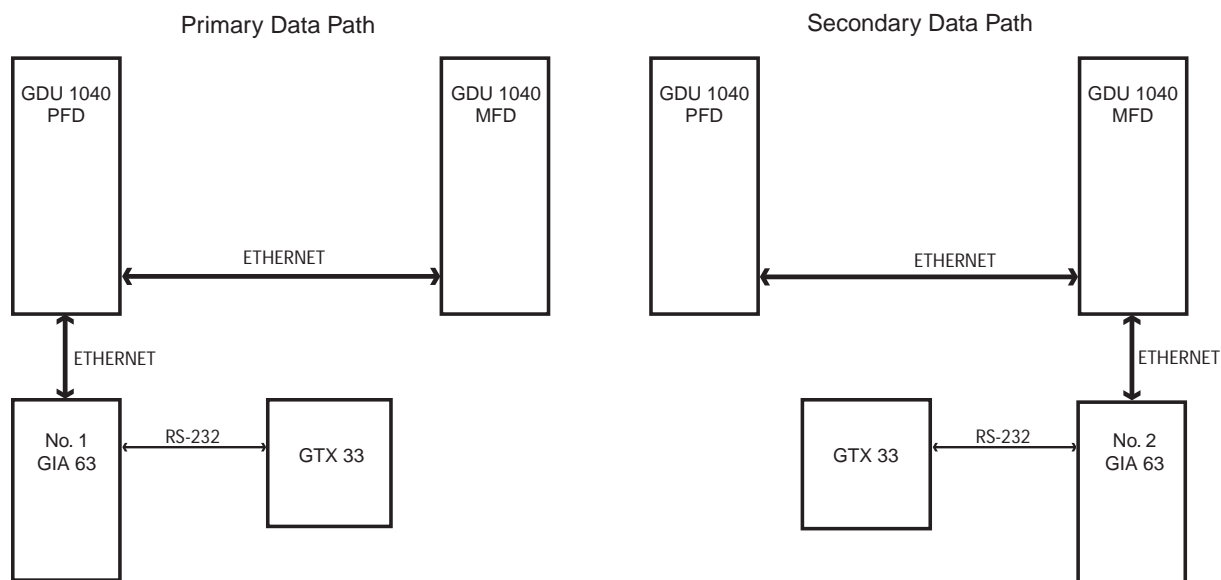 Primary Data Path
GDU 1040
PFD
GDU 1040
MFD
ETHERNET
ETHERNET
No. 1
GIA 63
RS-232
GTX 33
Secondary Data Path
GDU 1040
PFD
GDU 1040
MFD
ETHERNET
ETHERNET
GTX 33
RS-232
No. 2
GIA 63